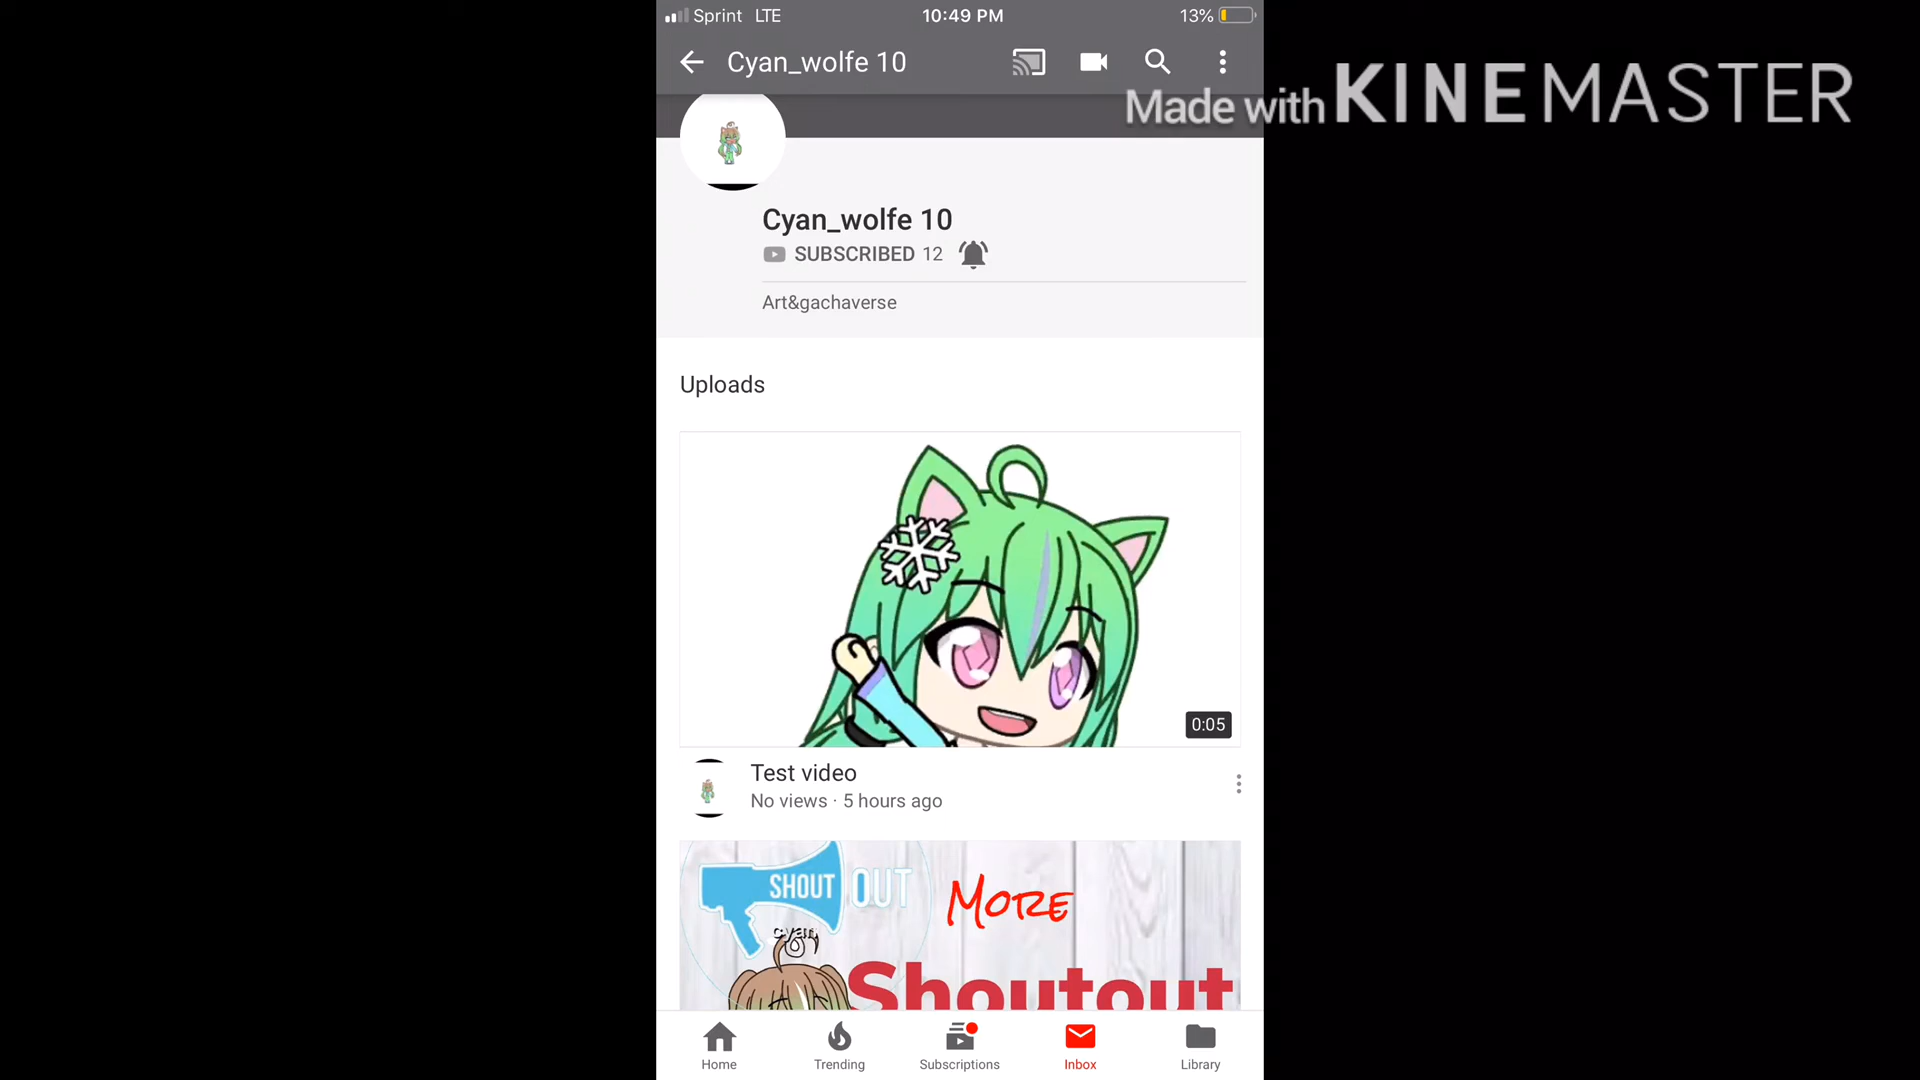 Sprint LTE 10:49 PM 13%
Cyan_wolfe 10
Made with KINEMASTER
Cyan_wolfe 10
SUBSCRIBED 12
Art&gachaverse
Uploads
0:05
Test video
No views · 5 hours ago
SHOUT OUT
MORE
cyan
Shoutout
Home Trending Subscriptions Inbox Library